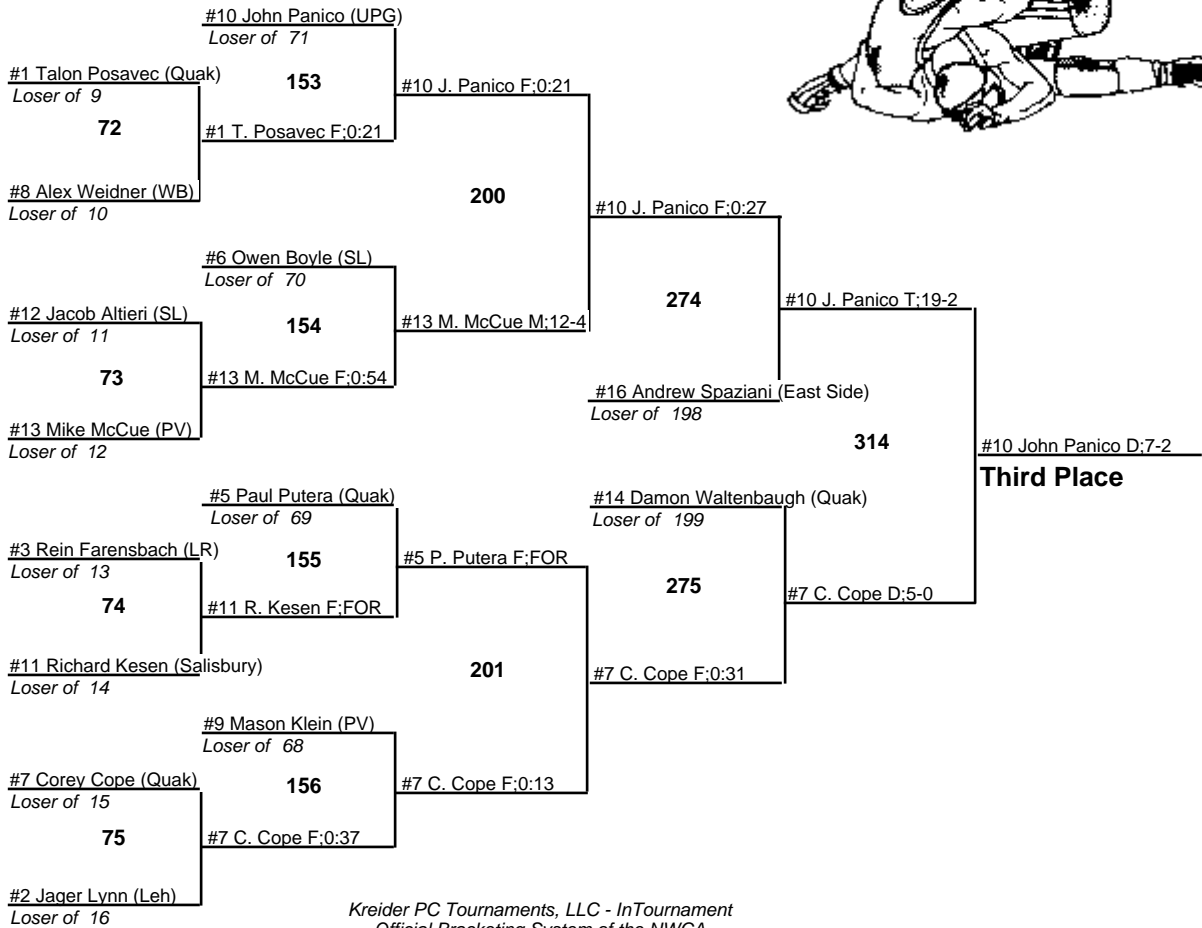 #10 John Panico (UPG)
Loser of 71
#1 Talon Posavec (Quak)
Loser of 9
153
#10 J. Panico F;0:21
72
#1 T. Posavec F;0:21
#8 Alex Weidner (WB)
Loser of 10
200
#10 J. Panico F;0:27
#6 Owen Boyle (SL)
Loser of 70
#12 Jacob Altieri (SL)
Loser of 11
154
#13 M. McCue M;12-4
274
#10 J. Panico T;19-2
73
#13 M. McCue F;0:54
#16 Andrew Spaziani (East Side)
Loser of 198
#13 Mike McCue (PV)
Loser of 12
314
#10 John Panico D;7-2
Third Place
#5 Paul Putera (Quak)
Loser of 69
#14 Damon Waltenbaugh (Quak)
Loser of 199
#3 Rein Farensbach (LR)
Loser of 13
155
#5 P. Putera F;FOR
275
74
#11 R. Kesen F;FOR
#7 C. Cope D;5-0
#11 Richard Kesen (Salisbury)
Loser of 14
201
#7 C. Cope F;0:31
#9 Mason Klein (PV)
Loser of 68
#7 Corey Cope (Quak)
Loser of 15
156
#7 C. Cope F;0:13
75
#7 C. Cope F;0:37
#2 Jager Lynn (Leh)
Loser of 16
Kreider PC Tournaments, LLC - InTournament
Official Bracketing System of the NWCA